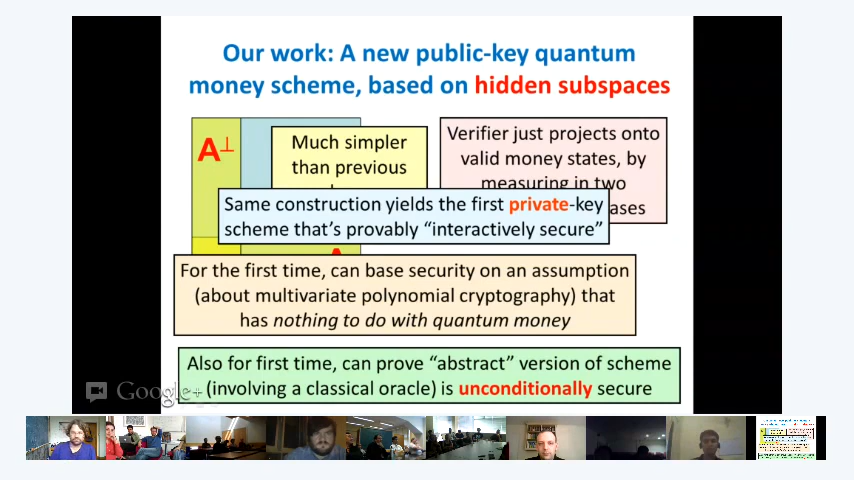 Our work: A new public-key quantum
money scheme, based on hidden subspaces
A⊥
Much simpler
than previous
Verifier just projects onto
valid money states, by
measuring in two
ases
Same construction yields the first private-key
scheme that's provably "interactively secure"
For the first time, can base security on an assumption
(about multivariate polynomial cryptography) that
has nothing to do with quantum money
Also for first time, can prove "abstract" version of scheme
(involving a classical oracle) is unconditionally secure
Google+